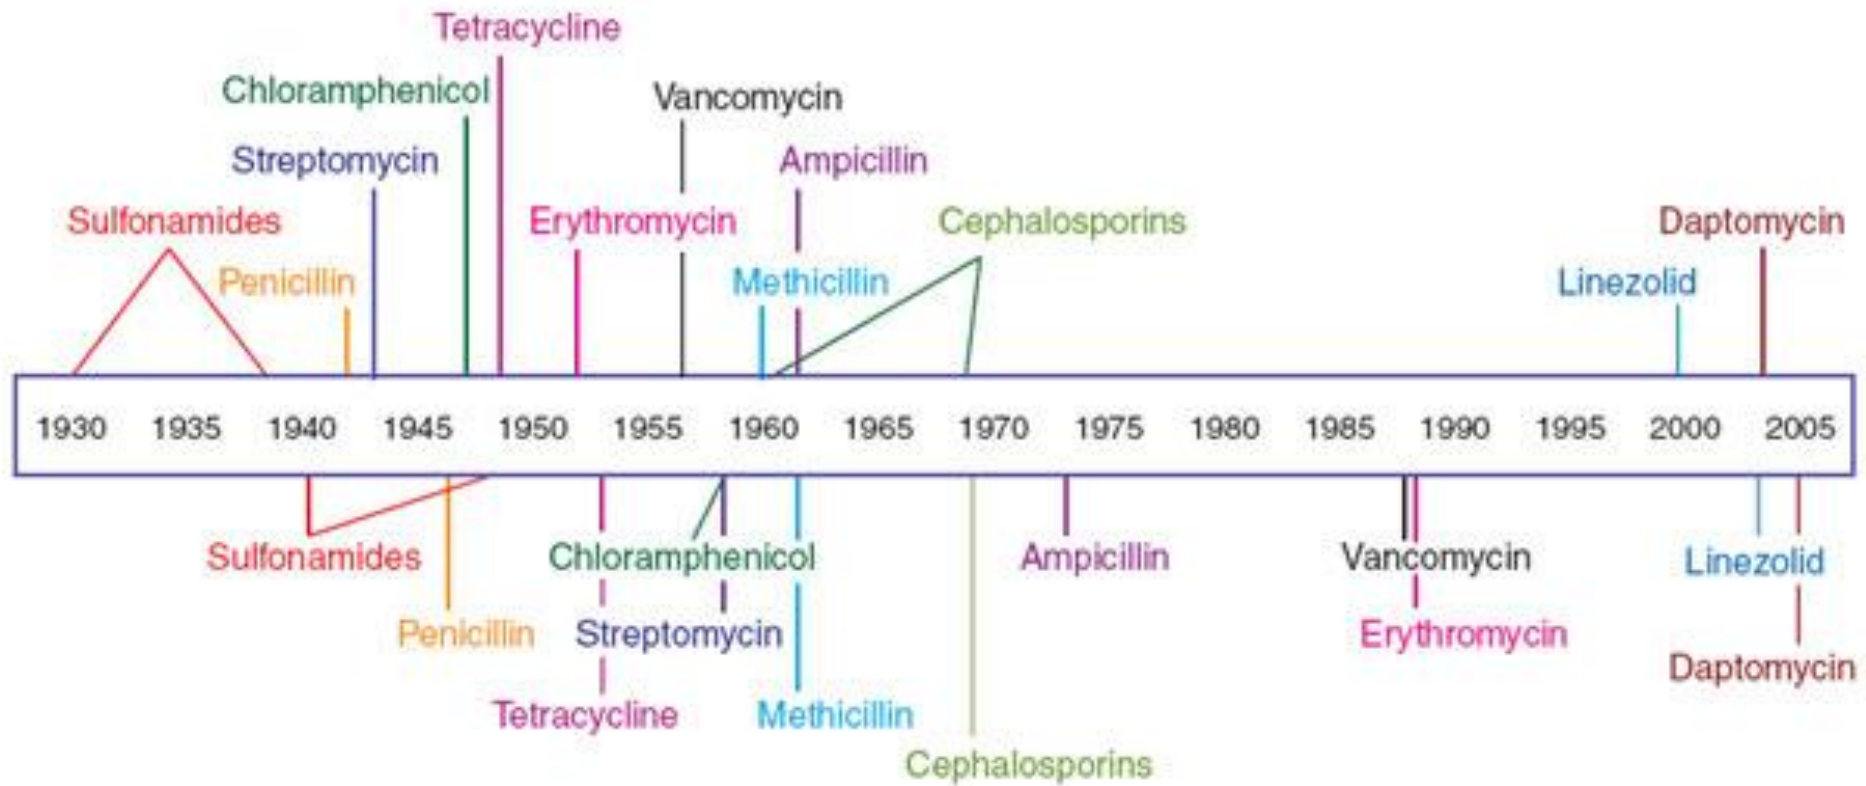 Tetracycline
Chloramphenicol
Vancomycin
Streptomycin
Ampicillin
Sulfonamides
Erythromycin
Cephalosporins
Daptomycin
Penicillin
Methicillin
Linezolid
1930 1935 1940 1945 1950 1955 1960 1965 1970 1975 1980 1985 1990 1995 2000 2005
Sulfonamides
Chloramphenicol
Ampicillin
Vancomycin
Linezolid
Penicillin
Streptomycin
Erythromycin
Daptomycin
Tetracycline
Methicillin
Cephalosporins